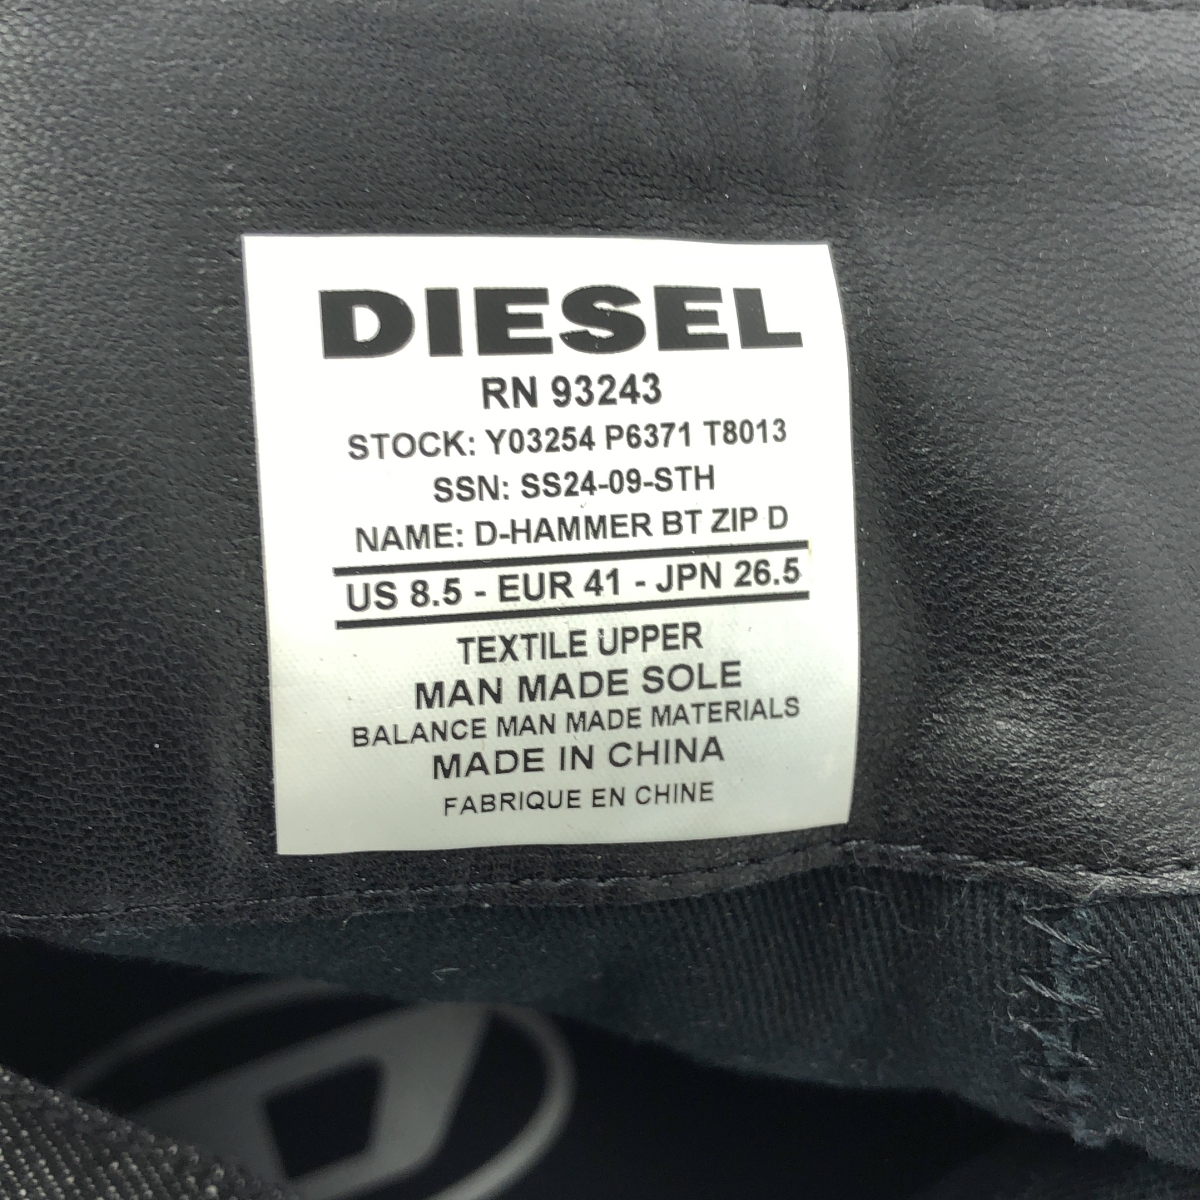 DIESEL
RN 93243
STOCK: Y03254 P6371 T8013
SSN: SS24-09-STH
NAME: D-HAMMER BT ZIP D
US 8.5 - EUR 41 - JPN 26.5
TEXTILE UPPER
MAN MADE SOLE
BALANCE MAN MADE MATERIALS
MADE IN CHINA
FABRIQUE EN CHINE